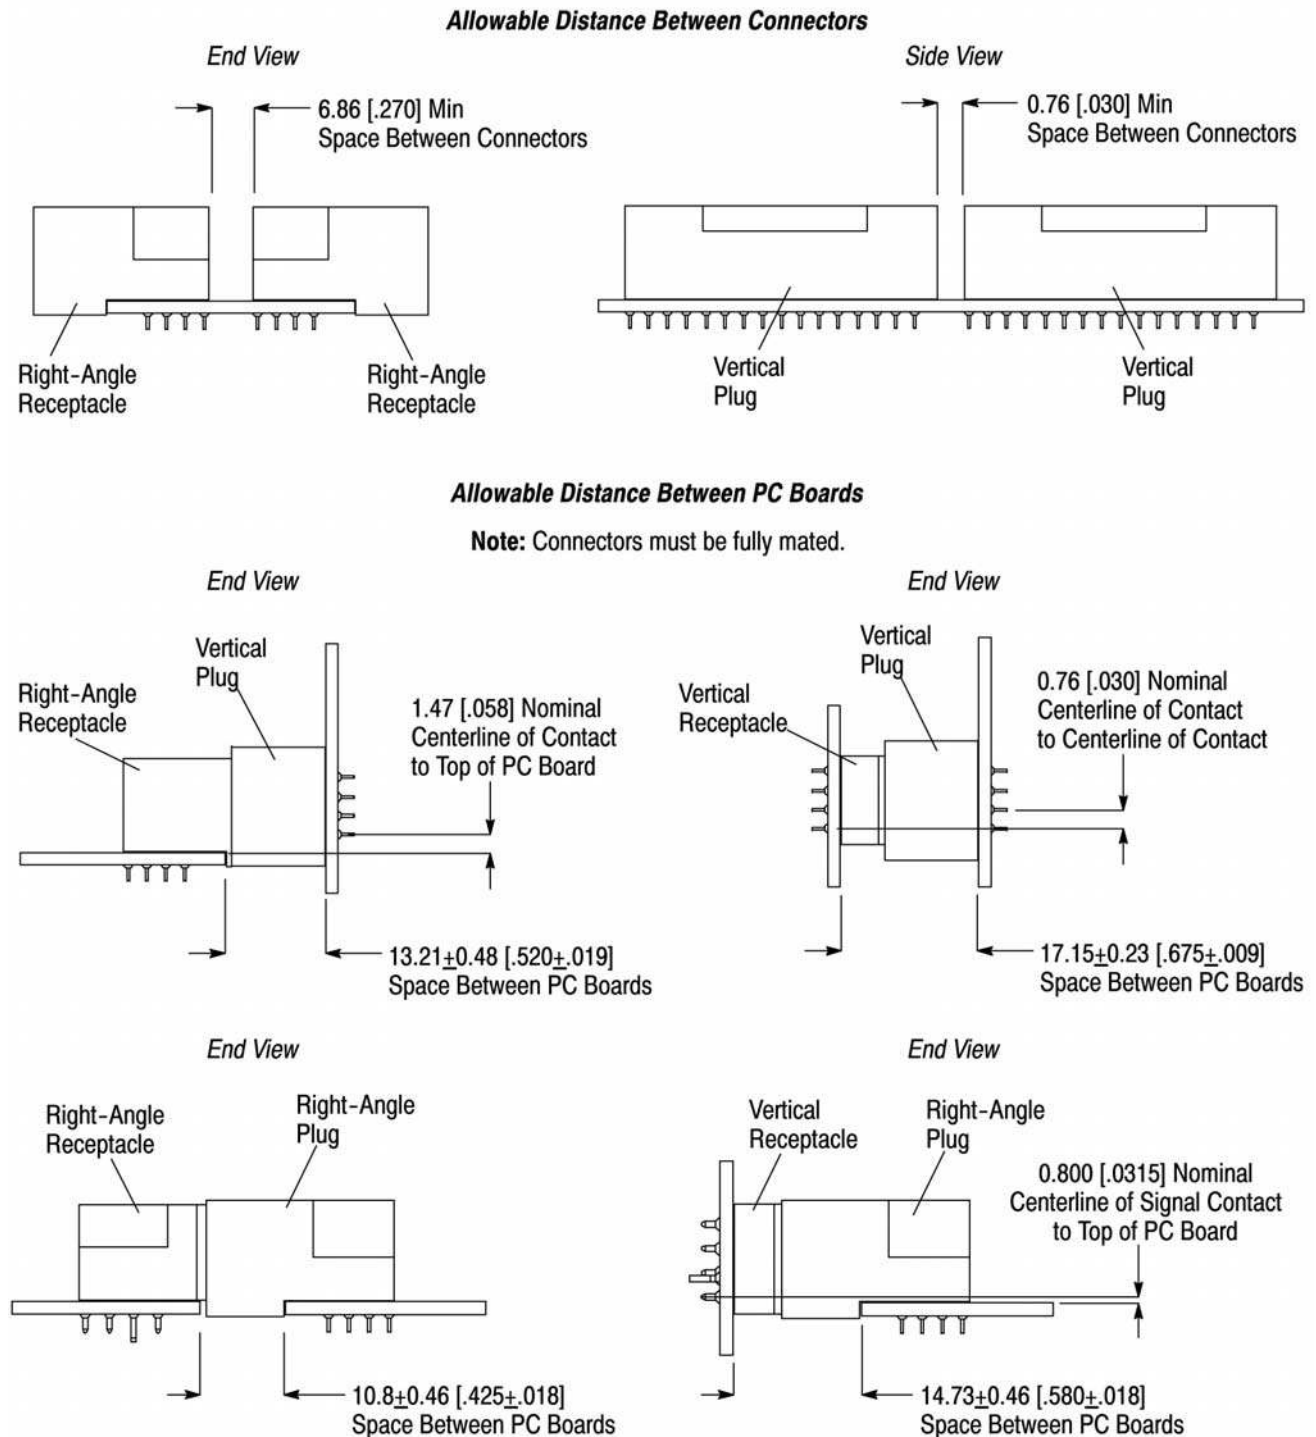 Allowable Distance Between Connectors
End View
6.86 [.270] Min
Space Between Connectors
Right-Angle
Receptacle
Right-Angle
Receptacle
Side View
0.76 [.030] Min
Space Between Connectors
Vertical
Plug
Vertical
Plug
Allowable Distance Between PC Boards
Note: Connectors must be fully mated.
End View
Vertical
Plug
Right-Angle
Receptacle
1.47 [.058] Nominal
Centerline of Contact
to Top of PC Board
13.21±0.48 [.520±.019]
Space Between PC Boards
End View
Vertical
Plug
Vertical
Receptacle
0.76 [.030] Nominal
Centerline of Contact
to Centerline of Contact
17.15±0.23 [.675±.009]
Space Between PC Boards
End View
Right-Angle
Receptacle
Right-Angle
Plug
10.8±0.46 [.425±.018]
Space Between PC Boards
End View
Vertical
Receptacle
Right-Angle
Plug
0.800 [.0315] Nominal
Centerline of Signal Contact
to Top of PC Board
14.73±0.46 [.580±.018]
Space Between PC Boards